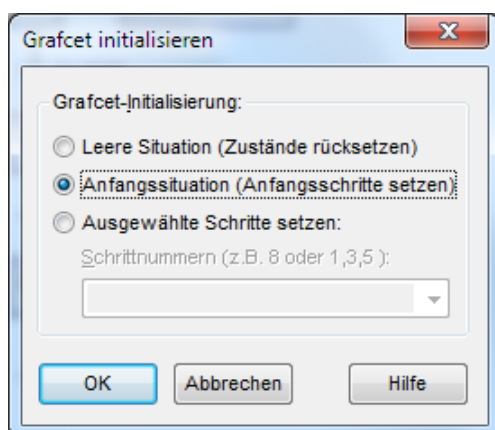 Grafcet initialisieren
Grafcet-Initialisierung:
Leere Situation (Zustände rücksetzen)
Anfangssituation (Anfangsschritte setzen)
Ausgewählte Schritte setzen:
Schrittnummern (z.B. 8 oder 1,3,5 ):
OK Abbrechen Hilfe